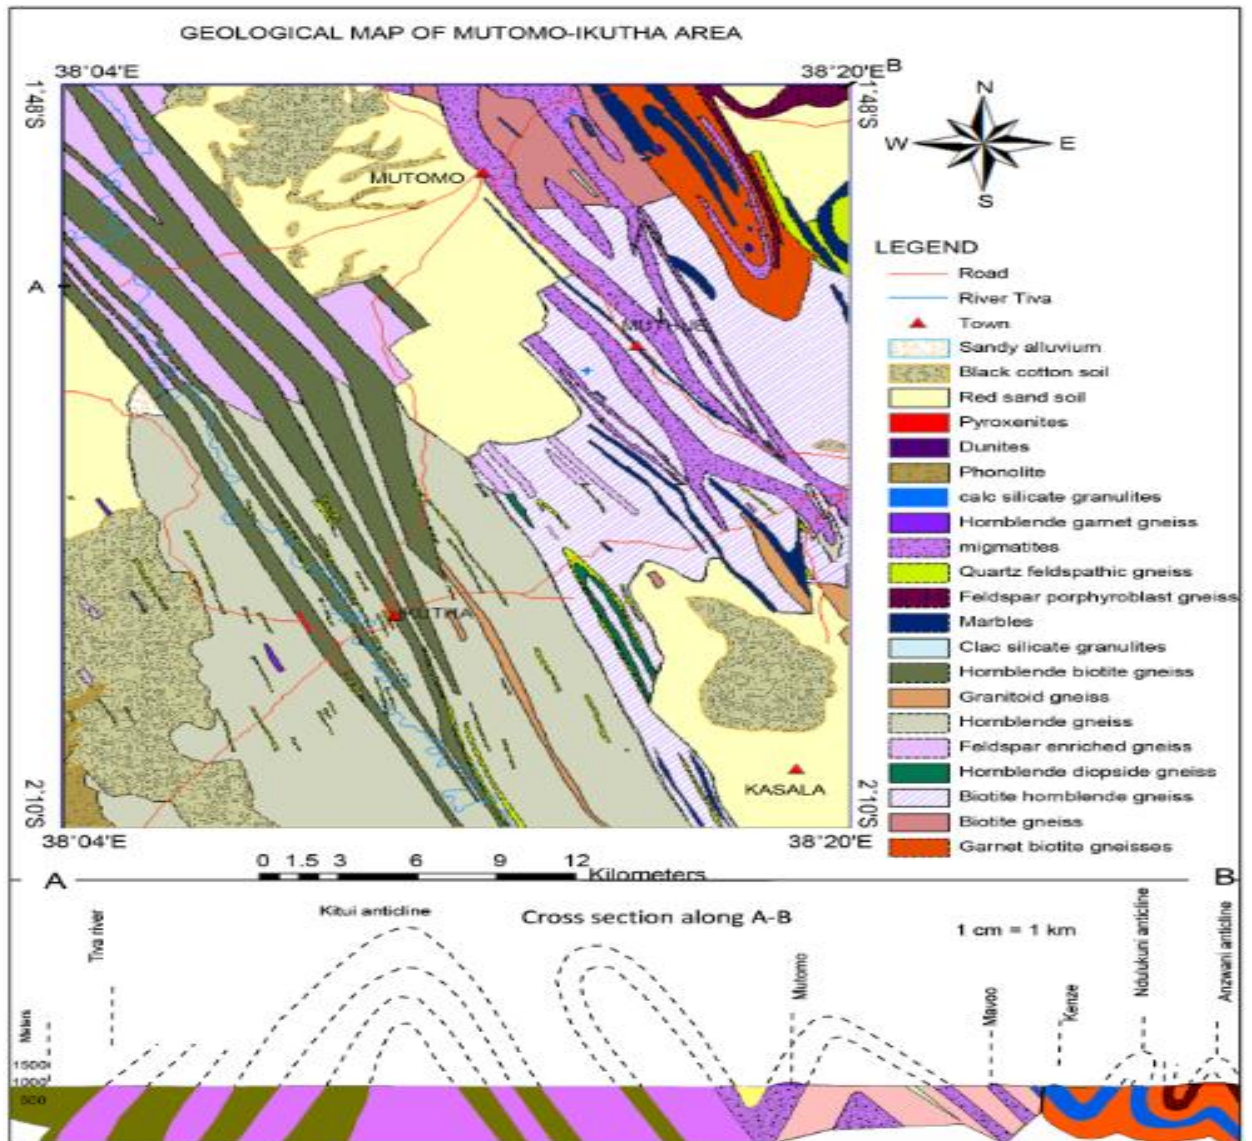 GEOLOGICAL MAP OF MUTOMO-IKUTHA AREA
38°04'E
38°20'E
B
1°48'S
1°48'S
N
W
E
S
MUTOMO
A
LEGEND
Road
River Tiva
Town
Sandy alluvium
Black cotton soil
Red sand soil
Pyroxenites
Dunites
Phonolite
calc silicate granulites
Hornblende garnet gneiss
migmatites
Quartz feldspathic gneiss
Feldspar porphyroblast gneiss
Marbles
Clac silicate granulites
Hornblende biotite gneiss
Granitoid gneiss
Hornblende gneiss
Feldspar enriched gneiss
Hornblende diopside gneiss
Biotite hornblende gneiss
Biotite gneiss
Garnet biotite gneisses
IKUTHA
KASALA
2°10'S
2°10'S
38°04'E
38°20'E
0 1.5 3 6 9 12
Kilometers
A
B
Kitui anticline
Cross section along A-B
1 cm = 1 km
Tiva river
Mutomo
Mavoo
Kenze
Ndulukuni anticline
Anzwani anticline
Meters
1500
1000
500